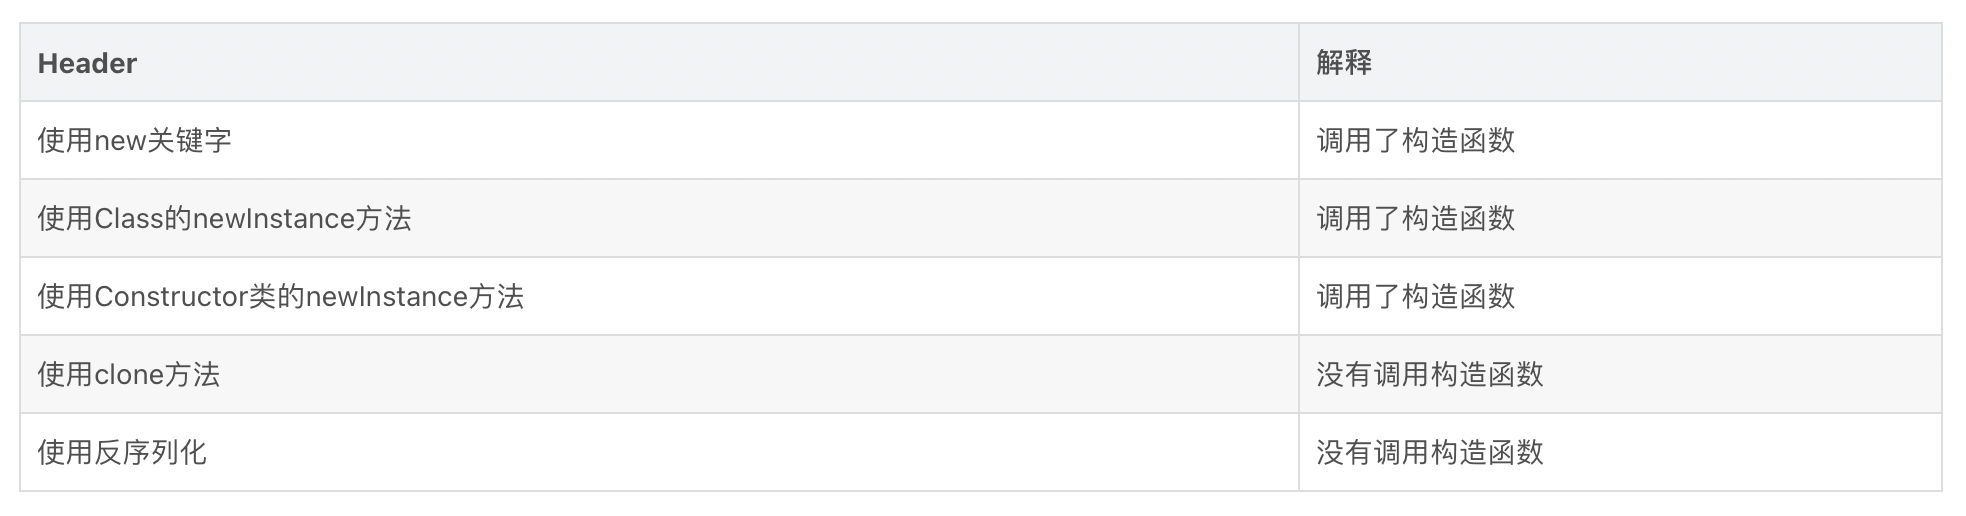 Header 解释
使用new关键字 调用了构造函数
使用Class的newInstance方法 调用了构造函数
使用Constructor类的newInstance方法 调用了构造函数
使用clone方法 没有调用构造函数
使用反序列化 没有调用构造函数